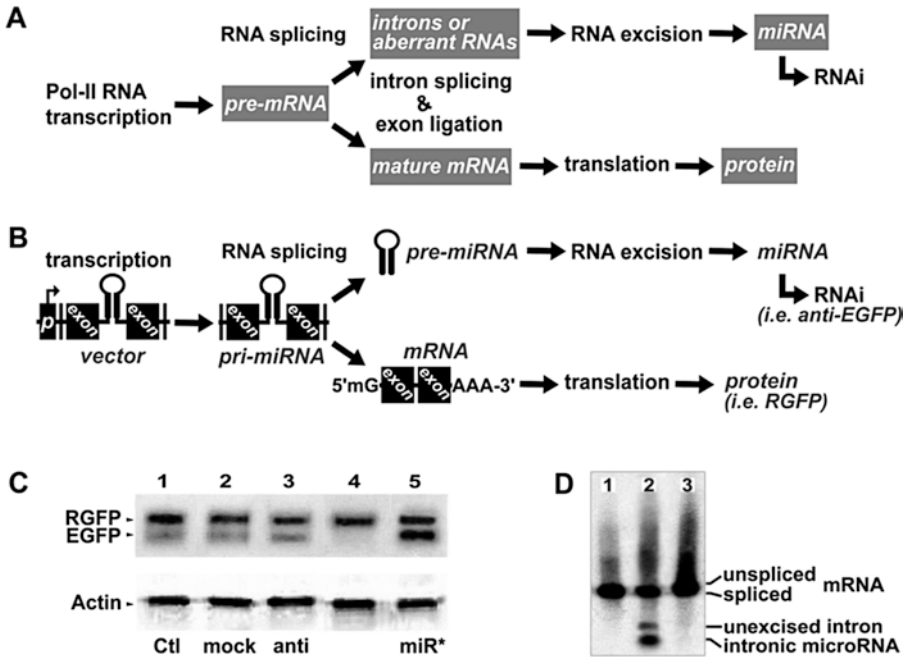 A
RNA splicing
introns or
aberrant RNAs
RNA excision
miRNA
RNAi
Pol-II RNA
transcription
pre-mRNA
intron splicing
&
exon ligation
mature mRNA
translation
protein
B
transcription
RNA splicing
pre-miRNA
RNA excision
miRNA
RNAi
(i.e. anti-EGFP)
p
exon
exon
vector
exon
exon
pri-miRNA
mRNA
5'mG
exon
exon
AAA-3'
translation
protein
(i.e. RGFP)
C
1 2 3 4 5
RGFP
EGFP
Actin
Ctl mock anti miR*
D
1 2 3
unspliced
spliced
mRNA
unexcised intron
intronic microRNA